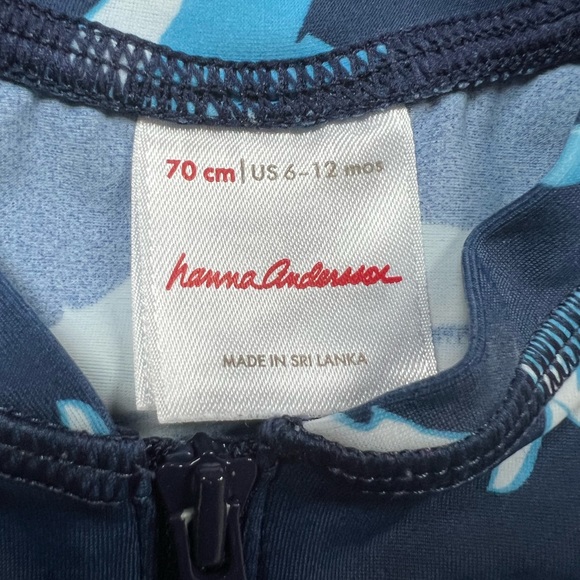 70 cm | US 6–12 mos
hanna andersson
MADE IN SRI LANKA